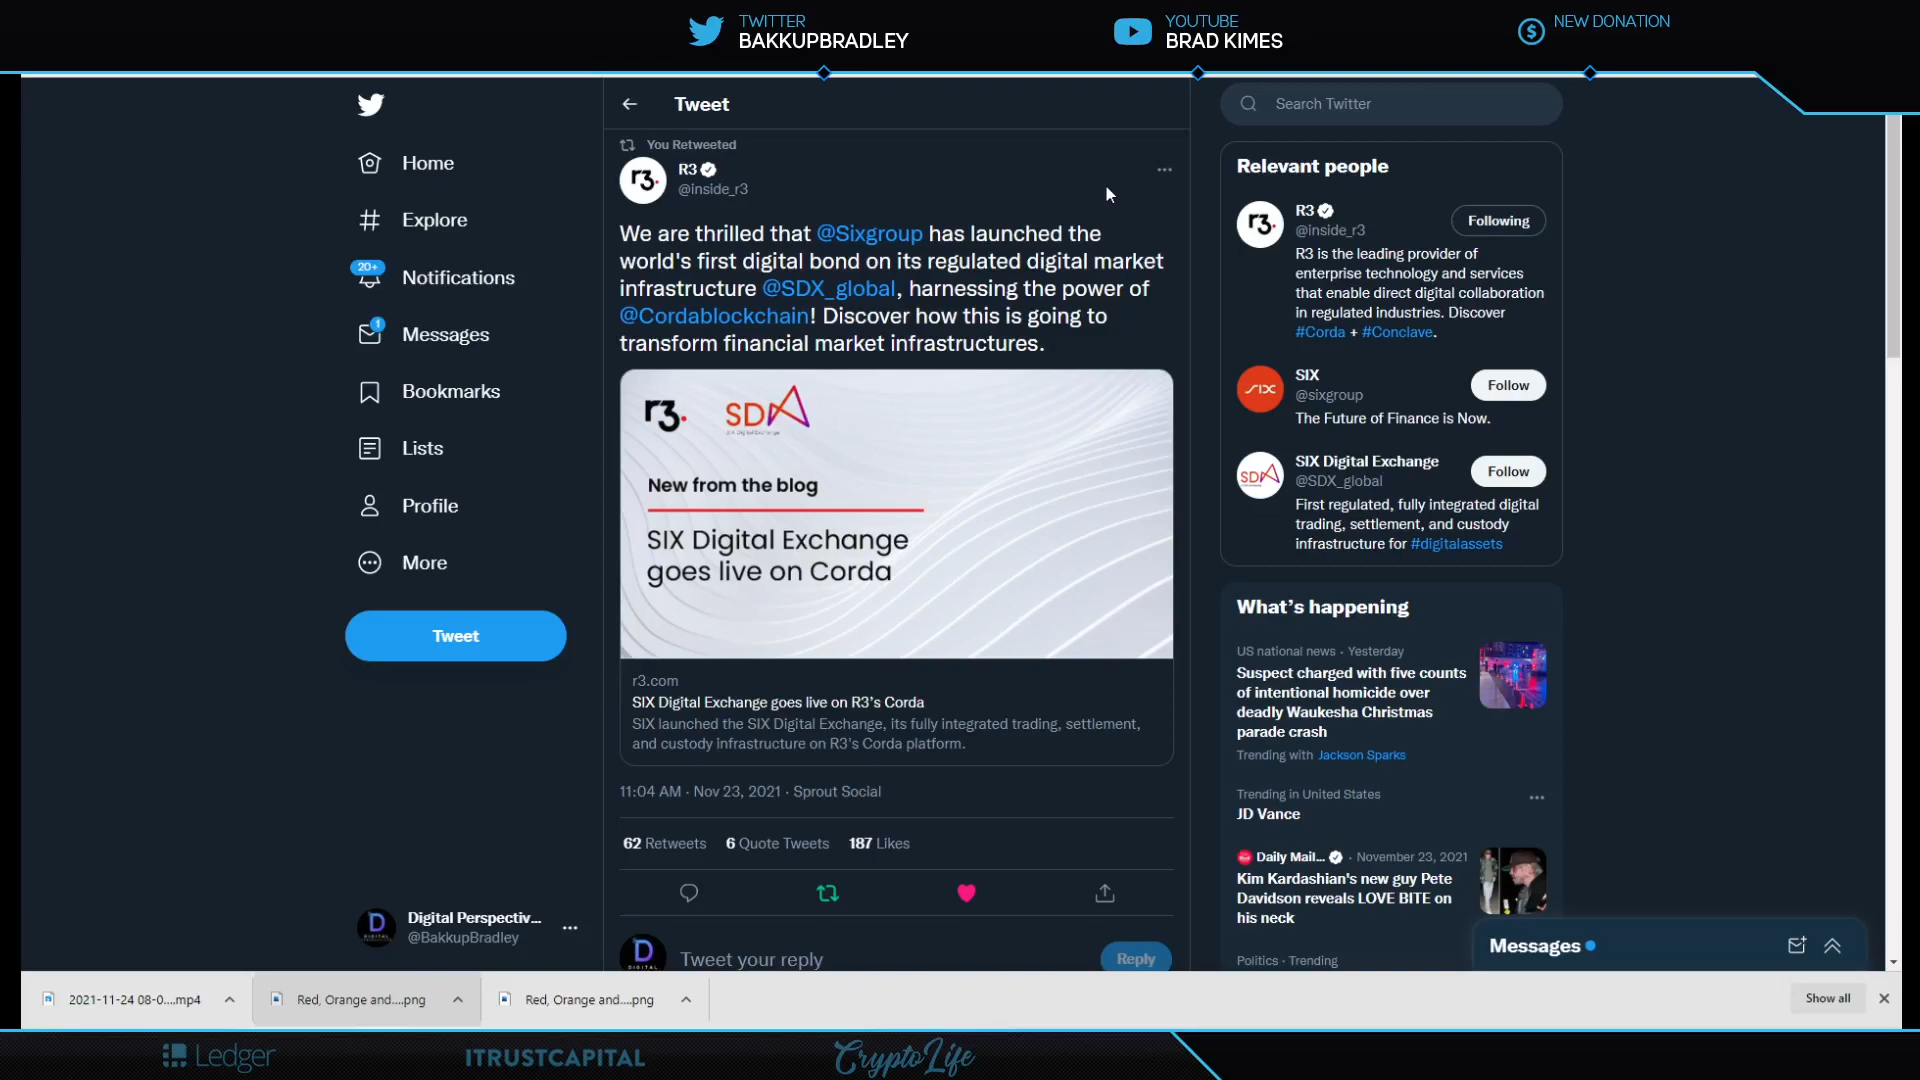 TWITTER
BAKKUPBRADLEY
YOUTUBE
BRAD KIMES
NEW DONATION
Home
Explore
20+
Notifications
1
Messages
Bookmarks
Lists
Profile
More
Tweet
Digital Perspectiv...
@BakkupBradley
Tweet
You Retweeted
r3.
R3
@inside_r3
We are thrilled that @Sixgroup has launched the
world's first digital bond on its regulated digital market
infrastructure @SDX_global, harnessing the power of
@Cordablockchain! Discover how this is going to
transform financial market infrastructures.
r3.
SDX
New from the blog
SIX Digital Exchange
goes live on Corda
r3.com
SIX Digital Exchange goes live on R3's Corda
SIX launched the SIX Digital Exchange, its fully integrated trading, settlement,
and custody infrastructure on R3's Corda platform.
11:04 AM · Nov 23, 2021 · Sprout Social
62 Retweets 6 Quote Tweets 187 Likes
Tweet your reply
Reply
Search Twitter
Relevant people
r3.
R3
@inside_r3
Following
R3 is the leading provider of
enterprise technology and services
that enable direct digital collaboration
in regulated industries. Discover
#Corda + #Conclave.
SIX
SIX
@sixgroup
Follow
The Future of Finance is Now.
SDX
SIX Digital Exchange
@SDX_global
Follow
First regulated, fully integrated digital
trading, settlement, and custody
infrastructure for #digitalassets
What's happening
US national news · Yesterday
Suspect charged with five counts
of intentional homicide over
deadly Waukesha Christmas
parade crash
Trending with Jackson Sparks
Trending in United States
JD Vance
Daily Mail... · November 23, 2021
Kim Kardashian's new guy Pete
Davidson reveals LOVE BITE on
his neck
Politics · Trending
Messages
2021-11-24 08-0....mp4
Red, Orange and....png
Red, Orange and....png
Show all
Ledger
ITRUSTCAPITAL
CryptoLife